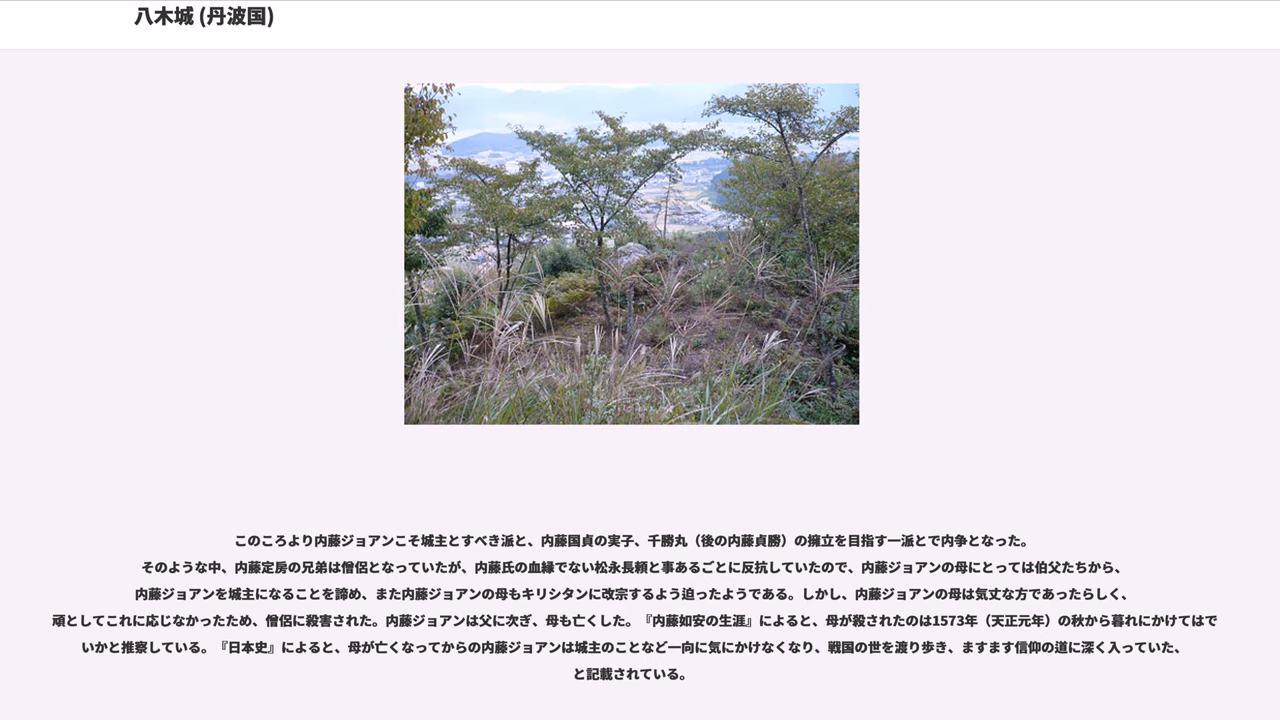 八木城 (丹波国)
このころより内藤ジョアンこそ城主とすべき派と、内藤国貞の実子、千勝丸（後の内藤貞勝）の擁立を目指す一派とで内争となった。
そのような中、内藤定房の兄弟は僧侶となっていたが、内藤氏の血縁でない松永長頼と事あるごとに反抗していたので、内藤ジョアンの母にとっては伯父たちから、
内藤ジョアンを城主になることを諦め、また内藤ジョアンの母もキリシタンに改宗するよう迫ったようである。しかし、内藤ジョアンの母は気丈な方であったらしく、
頑としてこれに応じなかったため、僧侶に殺害された。内藤ジョアンは父に次ぎ、母も亡くした。『内藤如安の生涯』によると、母が殺されたのは1573年（天正元年）の秋から暮れにかけてはで
いかと推察している。『日本史』によると、母が亡くなってからの内藤ジョアンは城主のことなど一向に気にかけなくなり、戦国の世を渡り歩き、ますます信仰の道に深く入っていた、
と記載されている。